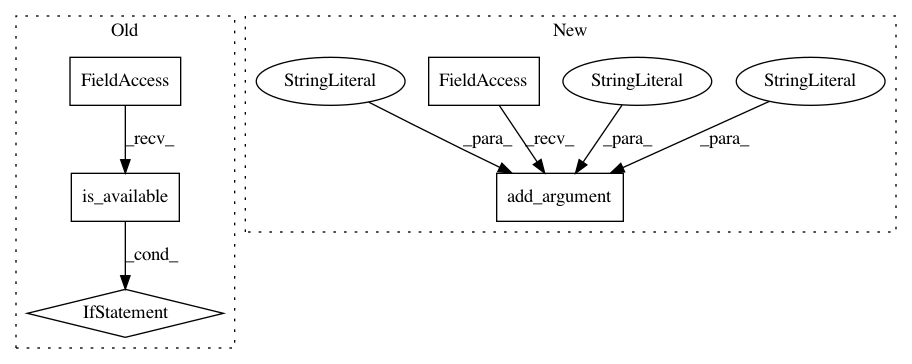 Old
New
FieldAccess
StringLiteral
FieldAccess
StringLiteral
StringLiteral
_recv_
_para_
_recv_
_para_
_para_
is_available
add_argument
_cond_
IfStatement